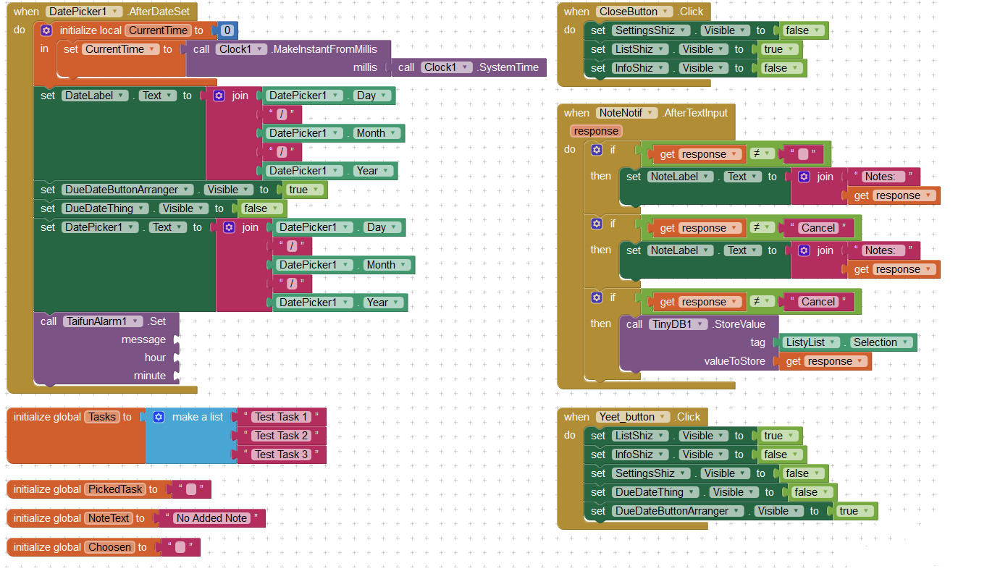 when DatePicker1 .AfterDateSet
do initialize local CurrentTime to 0
in set CurrentTime to call Clock1 .MakeInstantFromMillis
millis call Clock1 .SystemTime
set DateLabel . Text to join DatePicker1 . Day
“ / ”
DatePicker1 . Month
“ / ”
DatePicker1 . Year
set DueDateButtonArranger . Visible to true
set DueDateThing . Visible to false
set DatePicker1 . Text to join DatePicker1 . Day
“ / ”
DatePicker1 . Month
“ / ”
DatePicker1 . Year
call TaifunAlarm1 .Set
message
hour
minute
initialize global Tasks to make a list “ Test Task 1 ”
“ Test Task 2 ”
“ Test Task 3 ”
initialize global PickedTask to “ ”
initialize global NoteText to “ No Added Note ”
initialize global Choosen to “ ”
when CloseButton .Click
do set SettingsShiz . Visible to false
set ListShiz . Visible to true
set InfoShiz . Visible to false
when NoteNotif .AfterTextInput
response
do if get response ≠ “ ”
then set NoteLabel . Text to join “ Notes: ”
get response
if get response ≠ “ Cancel ”
then set NoteLabel . Text to join “ Notes: ”
get response
if get response ≠ “ Cancel ”
then call TinyDB1 .StoreValue
tag ListyList . Selection
valueToStore get response
when Yeet_button .Click
do set ListShiz . Visible to true
set InfoShiz . Visible to false
set SettingsShiz . Visible to false
set DueDateThing . Visible to false
set DueDateButtonArranger . Visible to true